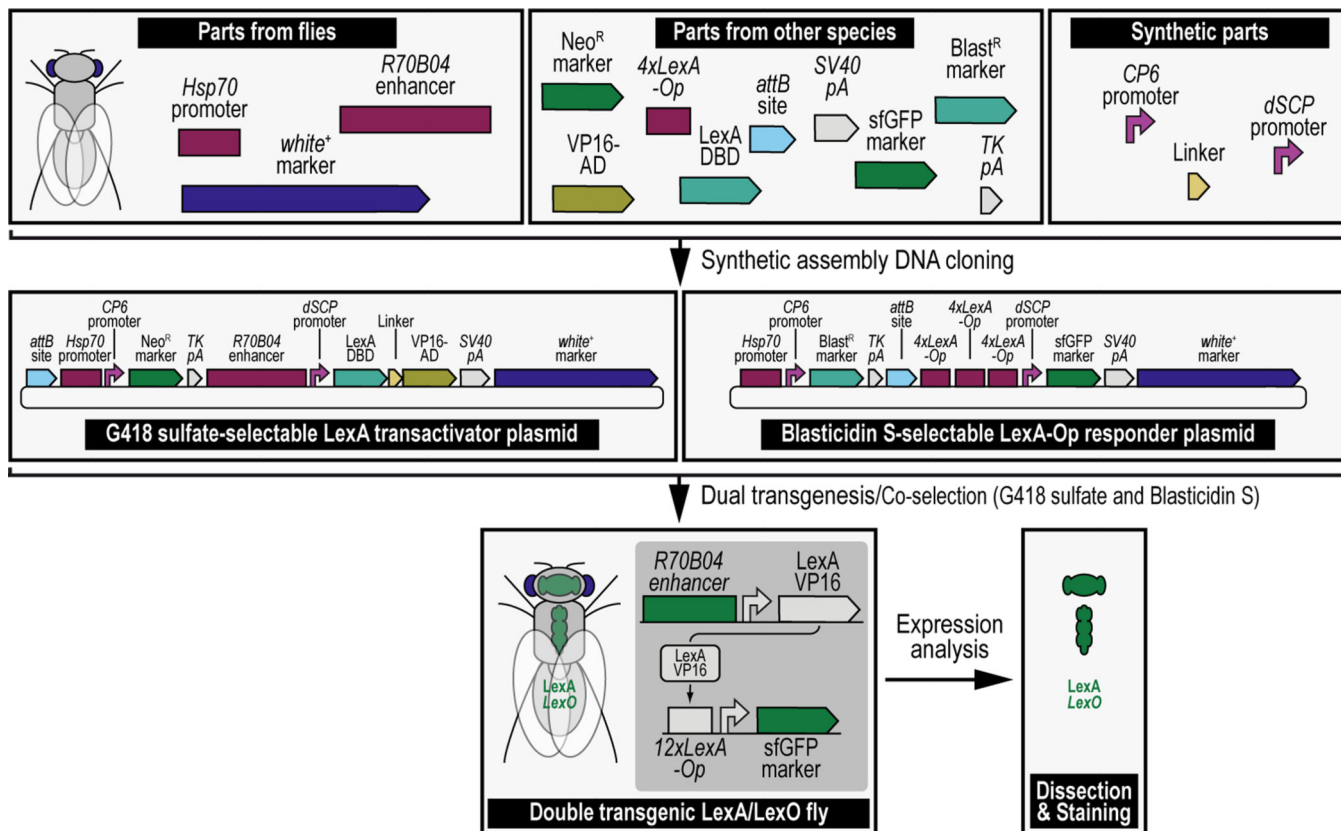 Parts from flies
Hsp70
promoter
R70B04
enhancer
white+
marker
Parts from other species
NeoR
marker
4xLexA
-Op
attB
site
SV40
pA
BlastR
marker
VP16-
AD
LexA
DBD
sfGFP
marker
TK
pA
Synthetic parts
CP6
promoter
Linker
dSCP
promoter
Synthetic assembly DNA cloning
attB
site
Hsp70
promoter
CP6
promoter
NeoR
marker
TK
pA
R70B04
enhancer
dSCP
promoter
LexA
DBD
Linker
VP16-
AD
SV40
pA
white+
marker
G418 sulfate-selectable LexA transactivator plasmid
Hsp70
promoter
CP6
promoter
BlastR
marker
TK
pA
attB
site
4xLexA
-Op
4xLexA
-Op
4xLexA
-Op
dSCP
promoter
sfGFP
marker
SV40
pA
white+
marker
Blasticidin S-selectable LexA-Op responder plasmid
Dual transgenesis/Co-selection (G418 sulfate and Blasticidin S)
LexA
LexO
R70B04
enhancer
LexA
VP16
LexA
VP16
12xLexA
-Op
sfGFP
marker
Double transgenic LexA/LexO fly
Expression
analysis
LexA
LexO
Dissection
& Staining